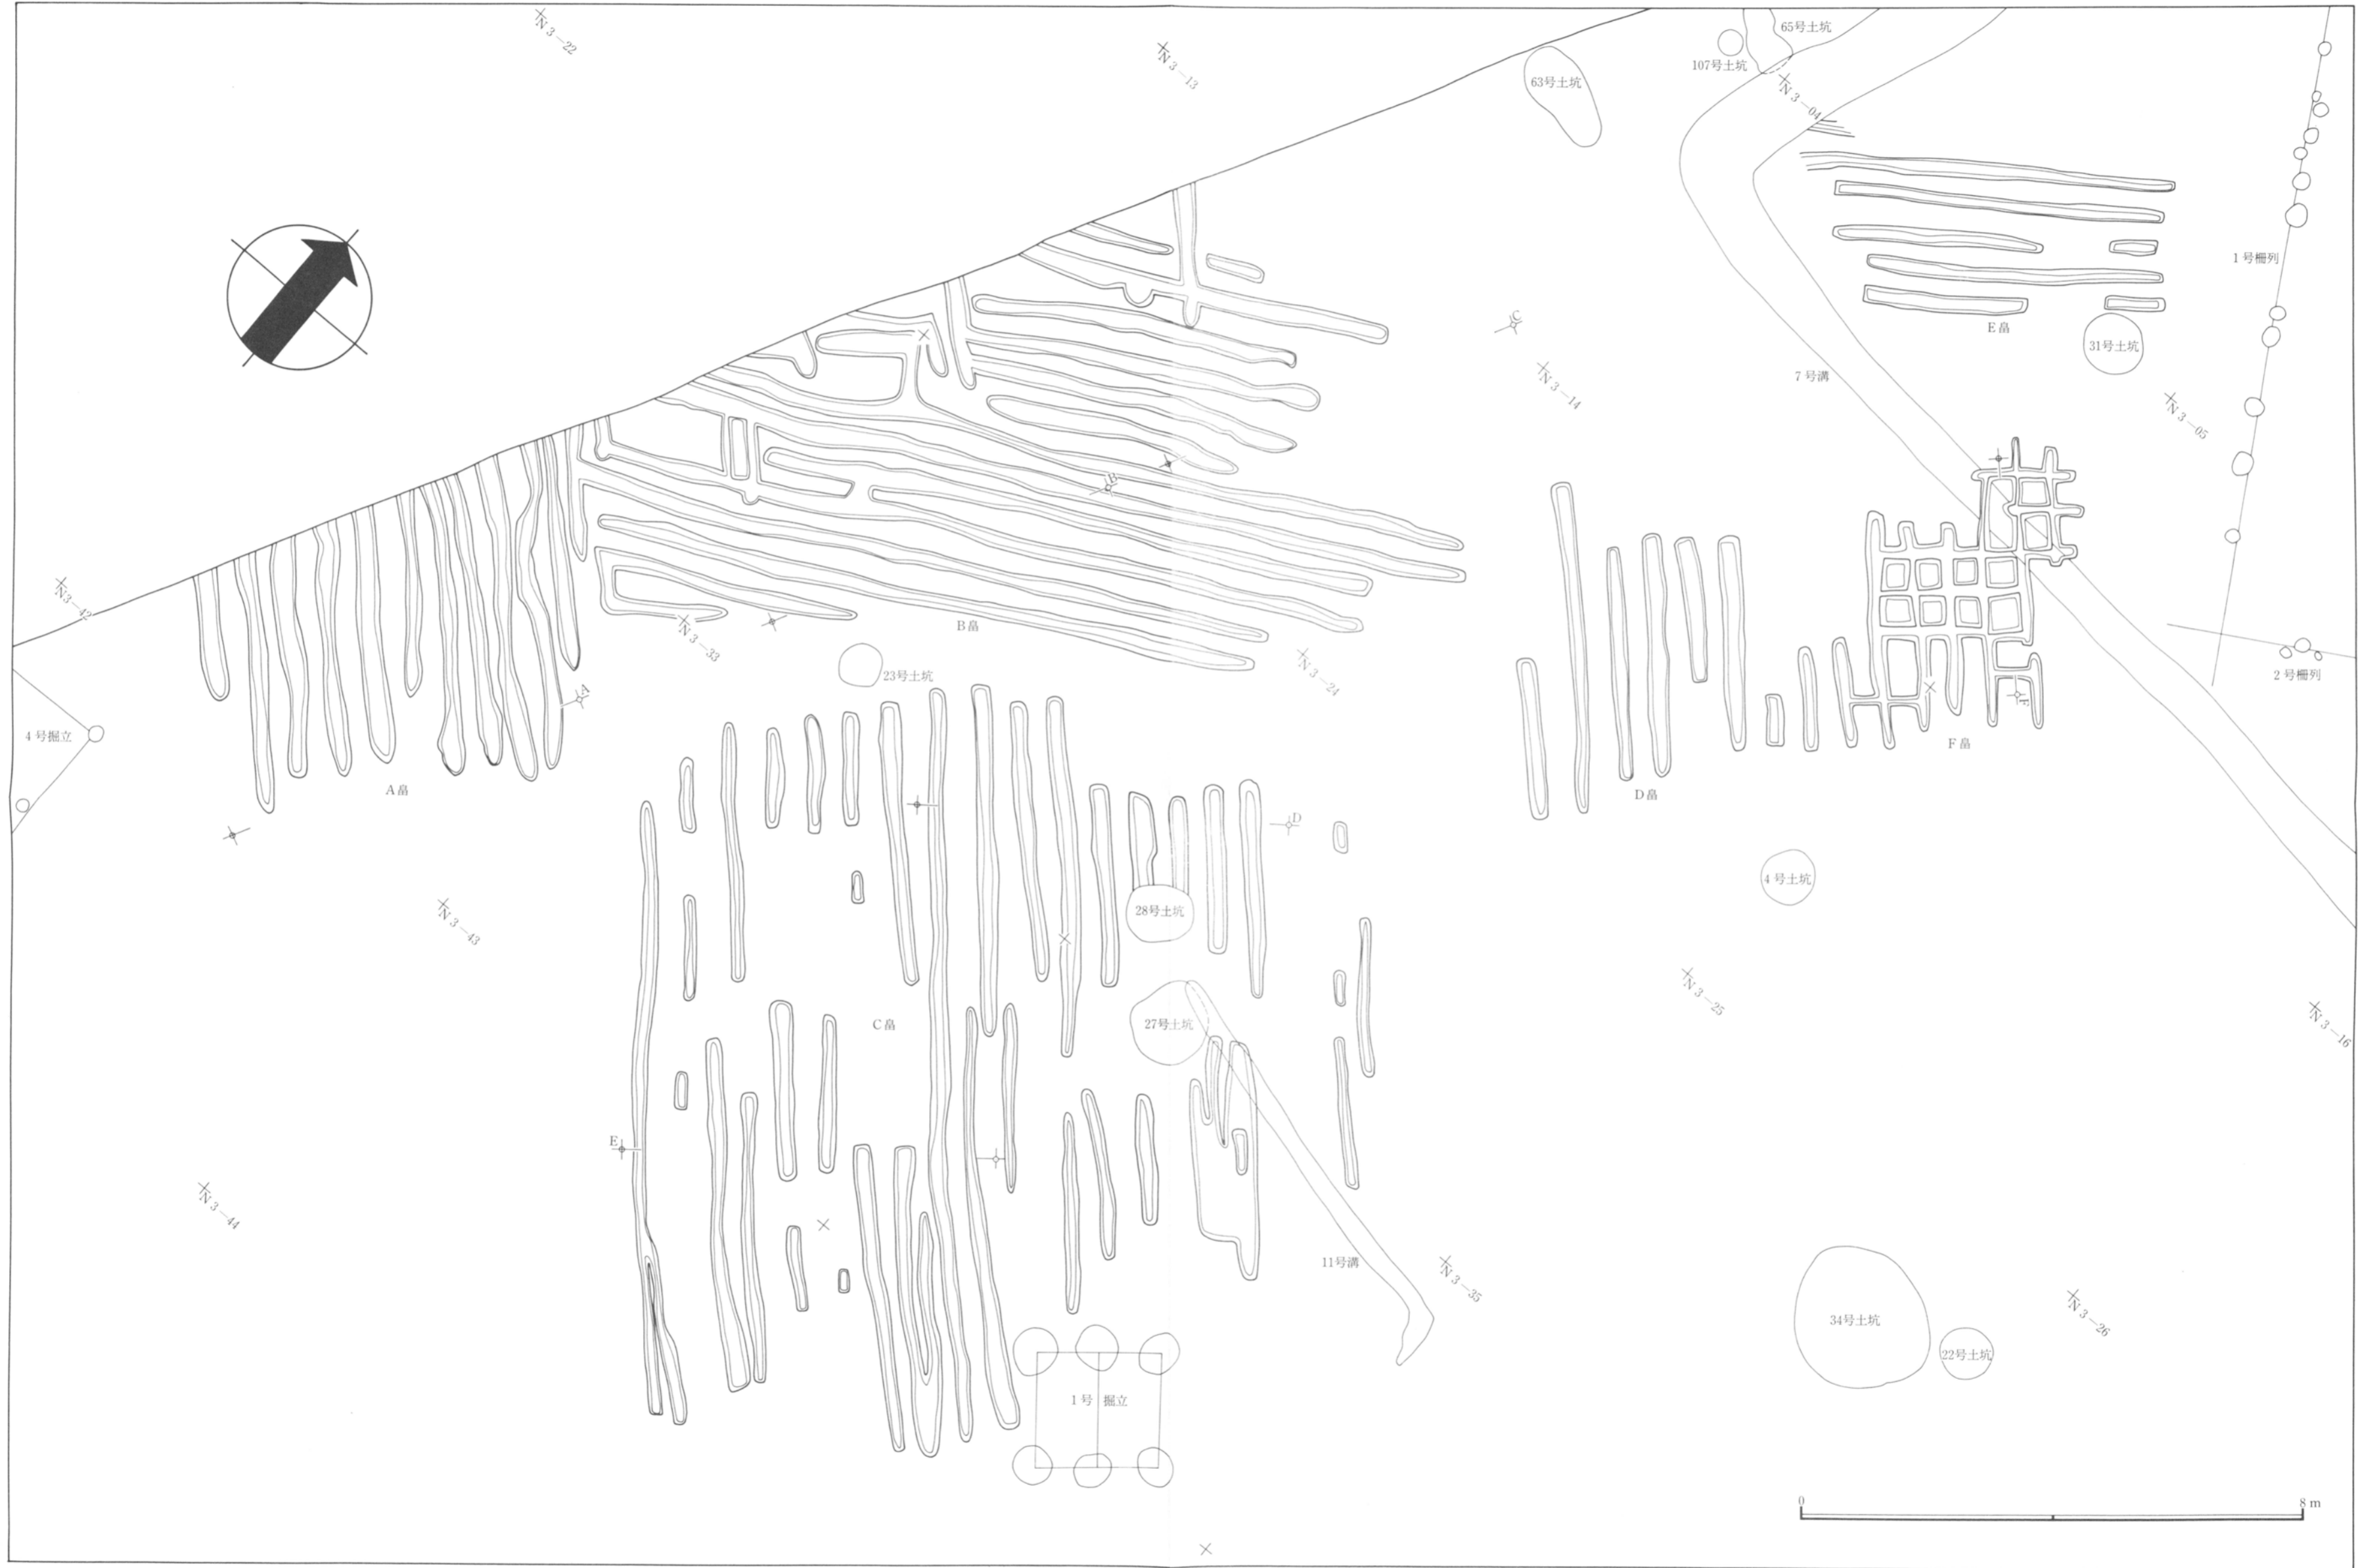 N3—22
N3—13
65号土坑
107号土坑
63号土坑
N3—04
1号柵列
E畠
31号土坑
C
N3—14
7号溝
N3—05
B
N3—42
B畠
N3—33
23号土坑
N3—24
2号柵列
A
4号掘立
A畠
F
F畠
D畠
D
4号土坑
28号土坑
N3—43
N3—25
C畠
27号土坑
N3—16
E
N3—44
11号溝
N3—35
34号土坑
N3—26
22号土坑
1号 掘立
0 8m